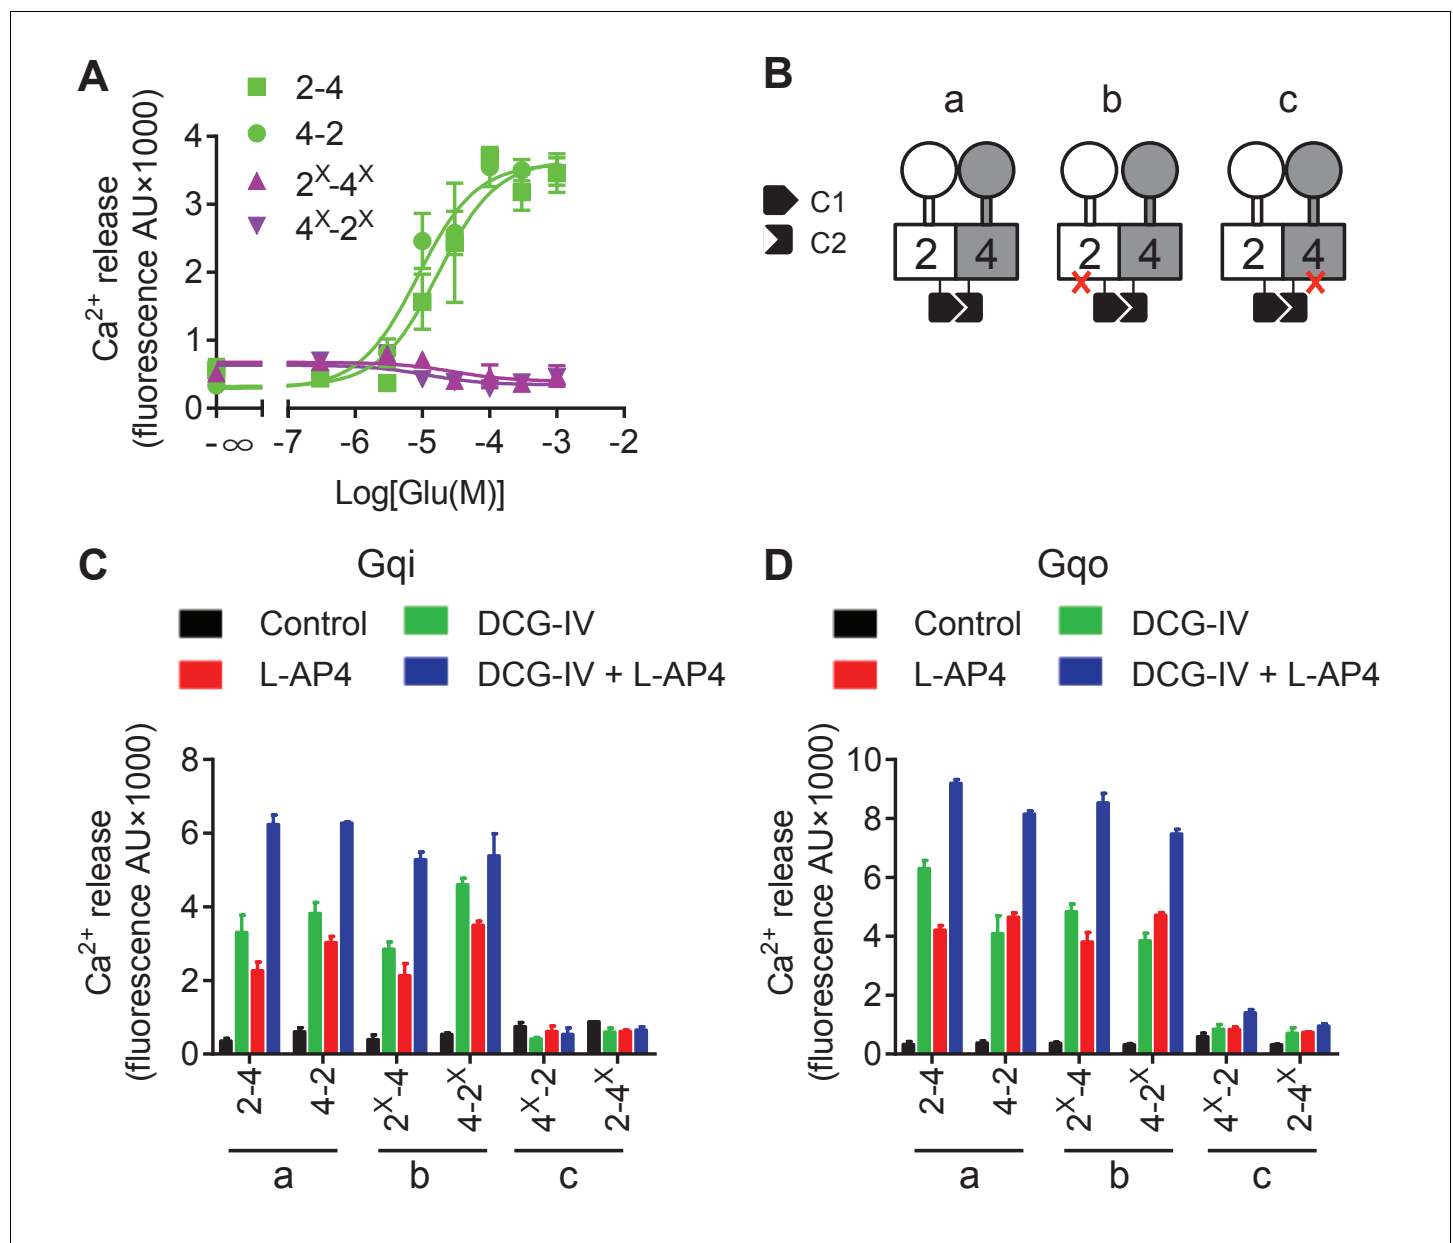 A
2-4
4-2
2X-4X
4X-2X
Ca2+ release
(fluorescence AU×1000)
4
3
2
1
0
-∞
-7
-6
-5
-4
-3
-2
Log[Glu(M)]
B
a
b
c
C1
C2
2
4
2
4
2
4
X
X
C
Gqi
Control
DCG-IV
L-AP4
DCG-IV + L-AP4
Ca2+ release
(fluorescence AU×1000)
8
6
4
2
0
2-4
4-2
2X-4
4-2X
4X-2
2-4X
a
b
c
D
Gqo
Control
DCG-IV
L-AP4
DCG-IV + L-AP4
Ca2+ release
(fluorescence AU×1000)
10
8
6
4
2
0
2-4
4-2
2X-4
4-2X
4X-2
2-4X
a
b
c